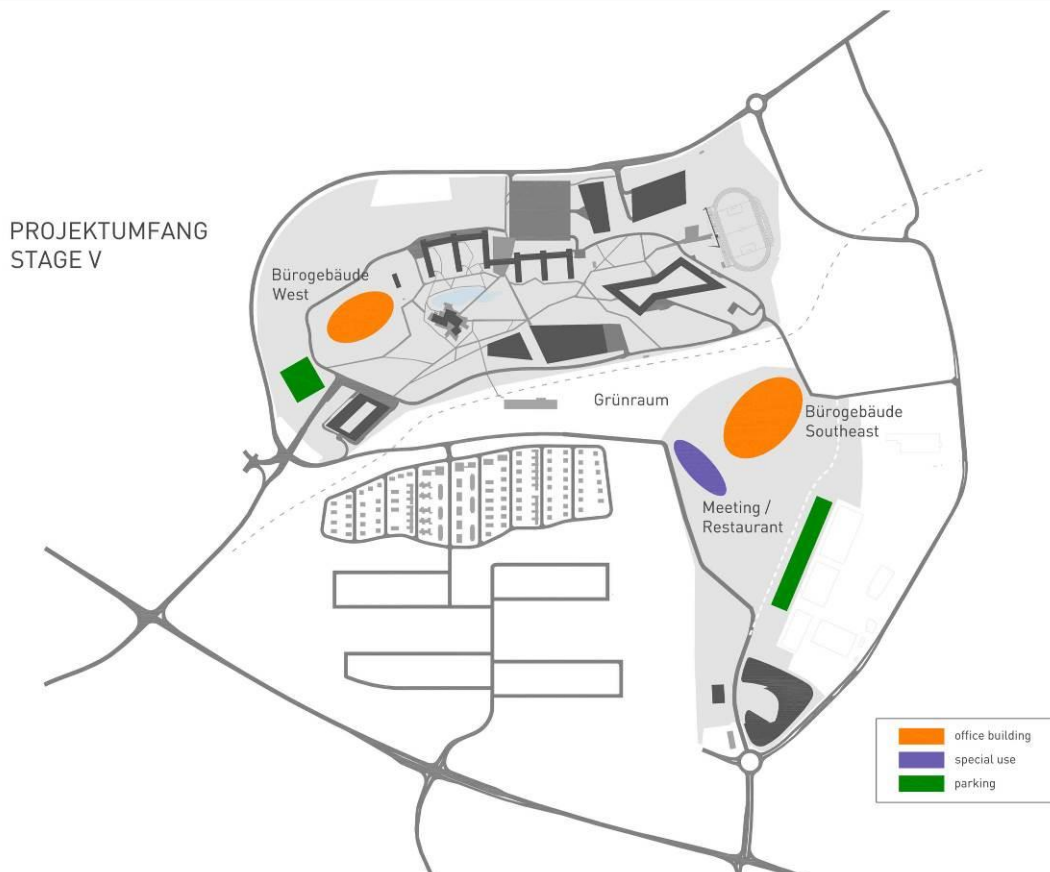 PROJEKTUMFANG
STAGE V
Bürogebäude
West
Grünraum
Bürogebäude
Southeast
Meeting /
Restaurant
office building
special use
parking